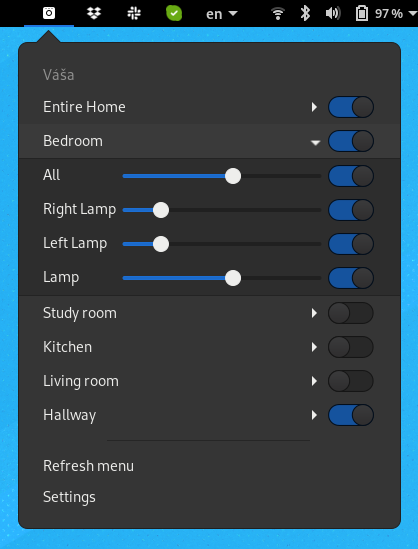 en
97 %
Váša
Entire Home
Bedroom
All
Right Lamp
Left Lamp
Lamp
Study room
Kitchen
Living room
Hallway
Refresh menu
Settings